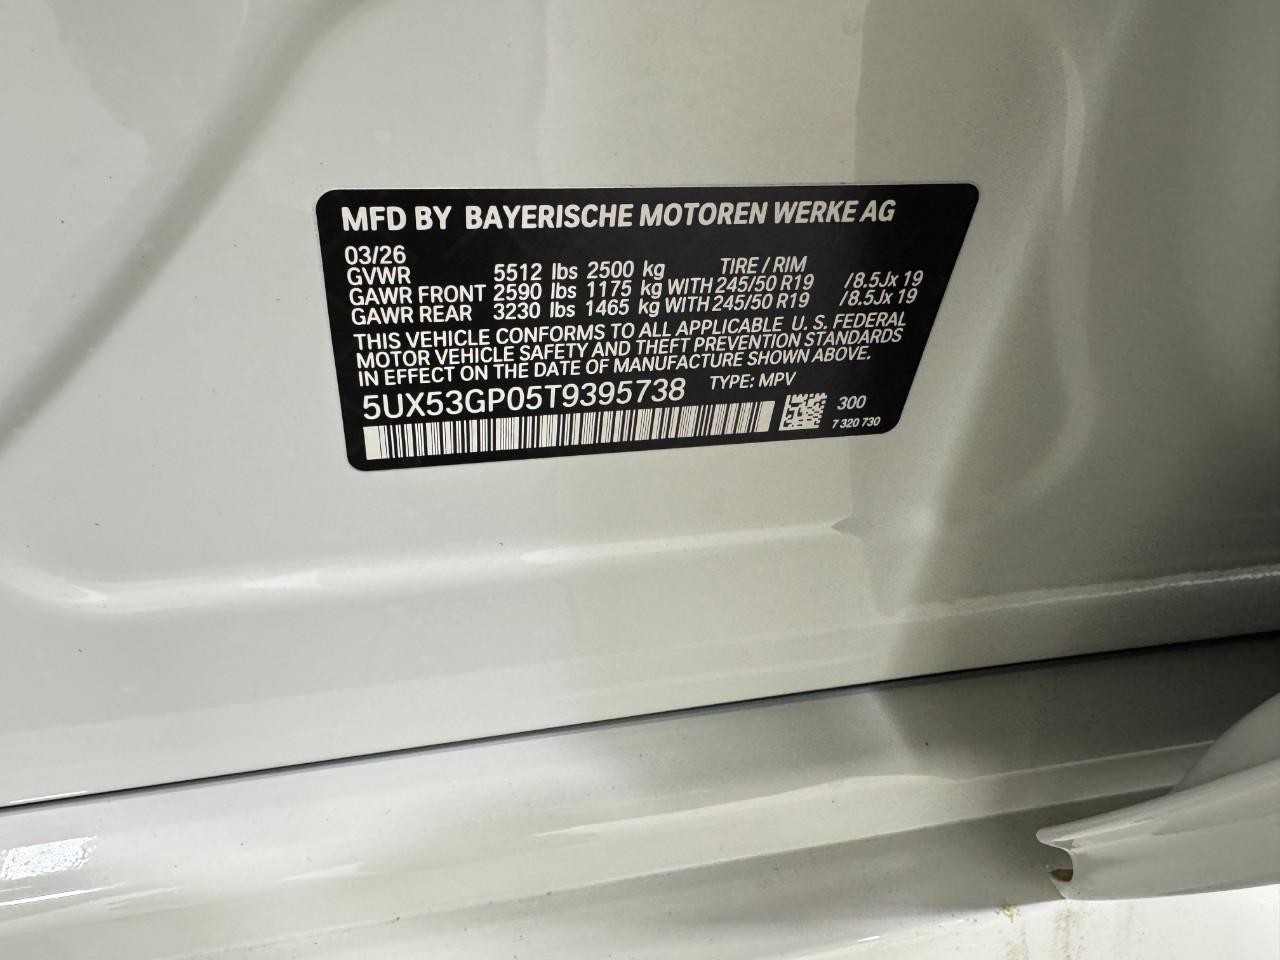 MFD BY BAYERISCHE MOTOREN WERKE AG
03/26
GVWR 5512 lbs 2500 kg TIRE / RIM
GAWR FRONT 2590 lbs 1175 kg WITH 245/50 R19 /8.5Jx 19
GAWR REAR 3230 lbs 1465 kg WITH 245/50 R19 /8.5Jx 19
THIS VEHICLE CONFORMS TO ALL APPLICABLE U. S. FEDERAL
MOTOR VEHICLE SAFETY AND THEFT PREVENTION STANDARDS
IN EFFECT ON THE DATE OF MANUFACTURE SHOWN ABOVE.
5UX53GP05T9395738 TYPE: MPV
300
7 320 730